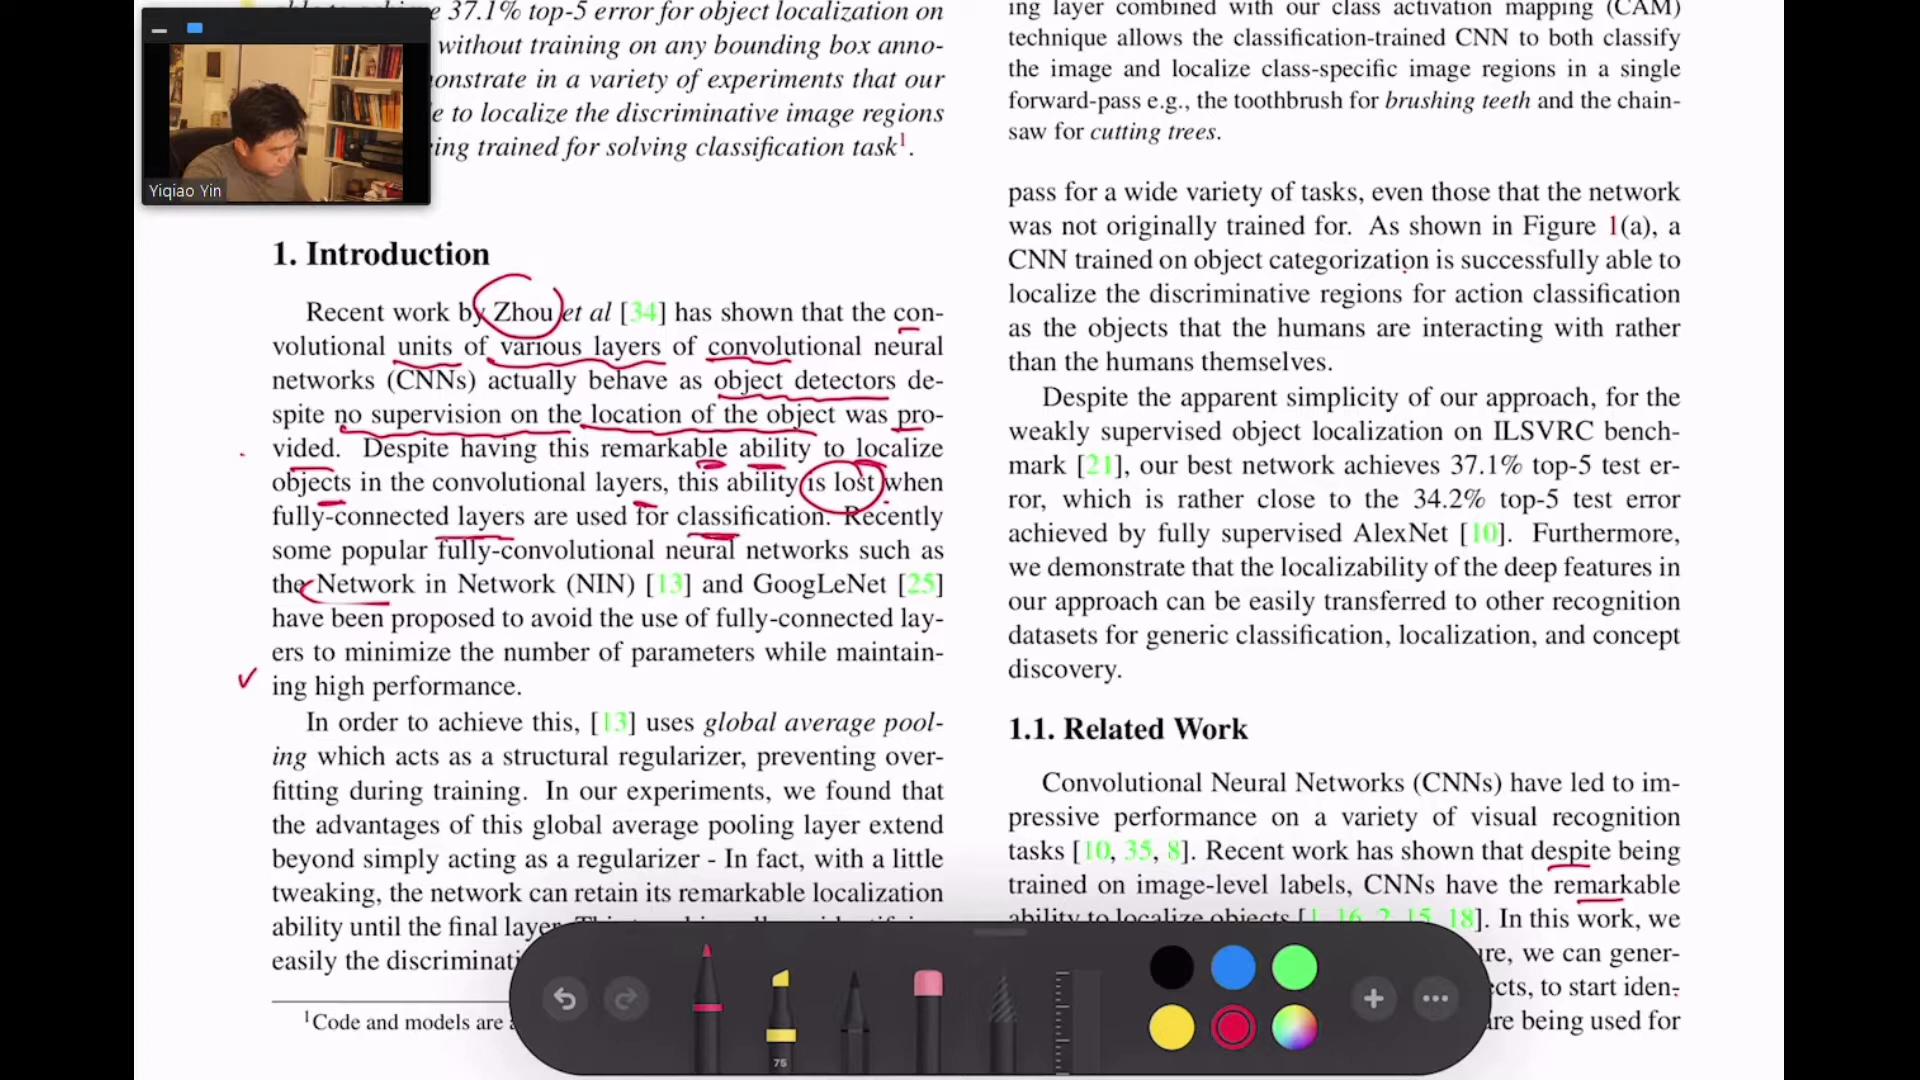 37.1% top-5 error for object localization on
without training on any bounding box anno-
onstrate in a variety of experiments that our
e to localize the discriminative image regions
ing trained for solving classification task1.
Yiqiao Yin
1. Introduction
Recent work by Zhou et al [34] has shown that the con-
volutional units of various layers of convolutional neural
networks (CNNs) actually behave as object detectors de-
spite no supervision on the location of the object was pro-
vided. Despite having this remarkable ability to localize
objects in the convolutional layers, this ability is lost when
fully-connected layers are used for classification. Recently
some popular fully-convolutional neural networks such as
the Network in Network (NIN) [13] and GoogLeNet [25]
have been proposed to avoid the use of fully-connected lay-
ers to minimize the number of parameters while maintain-
ing high performance.
In order to achieve this, [13] uses global average pool-
ing which acts as a structural regularizer, preventing over-
fitting during training. In our experiments, we found that
the advantages of this global average pooling layer extend
beyond simply acting as a regularizer - In fact, with a little
tweaking, the network can retain its remarkable localization
ability until the final layer
easily the discriminati
1Code and models are
ing layer combined with our class activation mapping (CAM)
technique allows the classification-trained CNN to both classify
the image and localize class-specific image regions in a single
forward-pass e.g., the toothbrush for brushing teeth and the chain-
saw for cutting trees.
pass for a wide variety of tasks, even those that the network
was not originally trained for. As shown in Figure 1(a), a
CNN trained on object categorization is successfully able to
localize the discriminative regions for action classification
as the objects that the humans are interacting with rather
than the humans themselves.
Despite the apparent simplicity of our approach, for the
weakly supervised object localization on ILSVRC bench-
mark [21], our best network achieves 37.1% top-5 test er-
ror, which is rather close to the 34.2% top-5 test error
achieved by fully supervised AlexNet [10]. Furthermore,
we demonstrate that the localizability of the deep features in
our approach can be easily transferred to other recognition
datasets for generic classification, localization, and concept
discovery.
1.1. Related Work
Convolutional Neural Networks (CNNs) have led to im-
pressive performance on a variety of visual recognition
tasks [10, 35, 8]. Recent work has shown that despite being
trained on image-level labels, CNNs have the remarkable
ability to localize objects [1, 16, 2, 15, 18]. In this work, we
re, we can gener-
ects, to start iden-
are being used for
75